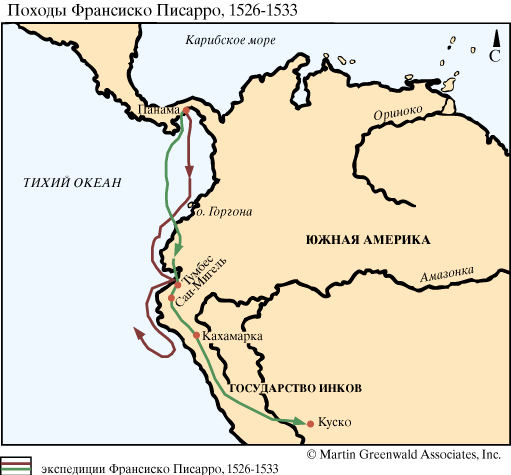 Походы Франсиско Писарро, 1526-1533
Карибское море
С
Панама
Ориноко
ТИХИЙ ОКЕАН
о. Горгона
ЮЖНАЯ АМЕРИКА
Тумбес
Сан-Мигель
Амазонка
Кахамарка
ГОСУДАРСТВО ИНКОВ
Куско
© Martin Greenwald Associates, Inc.
экспедиции Франсиско Писарро, 1526-1533